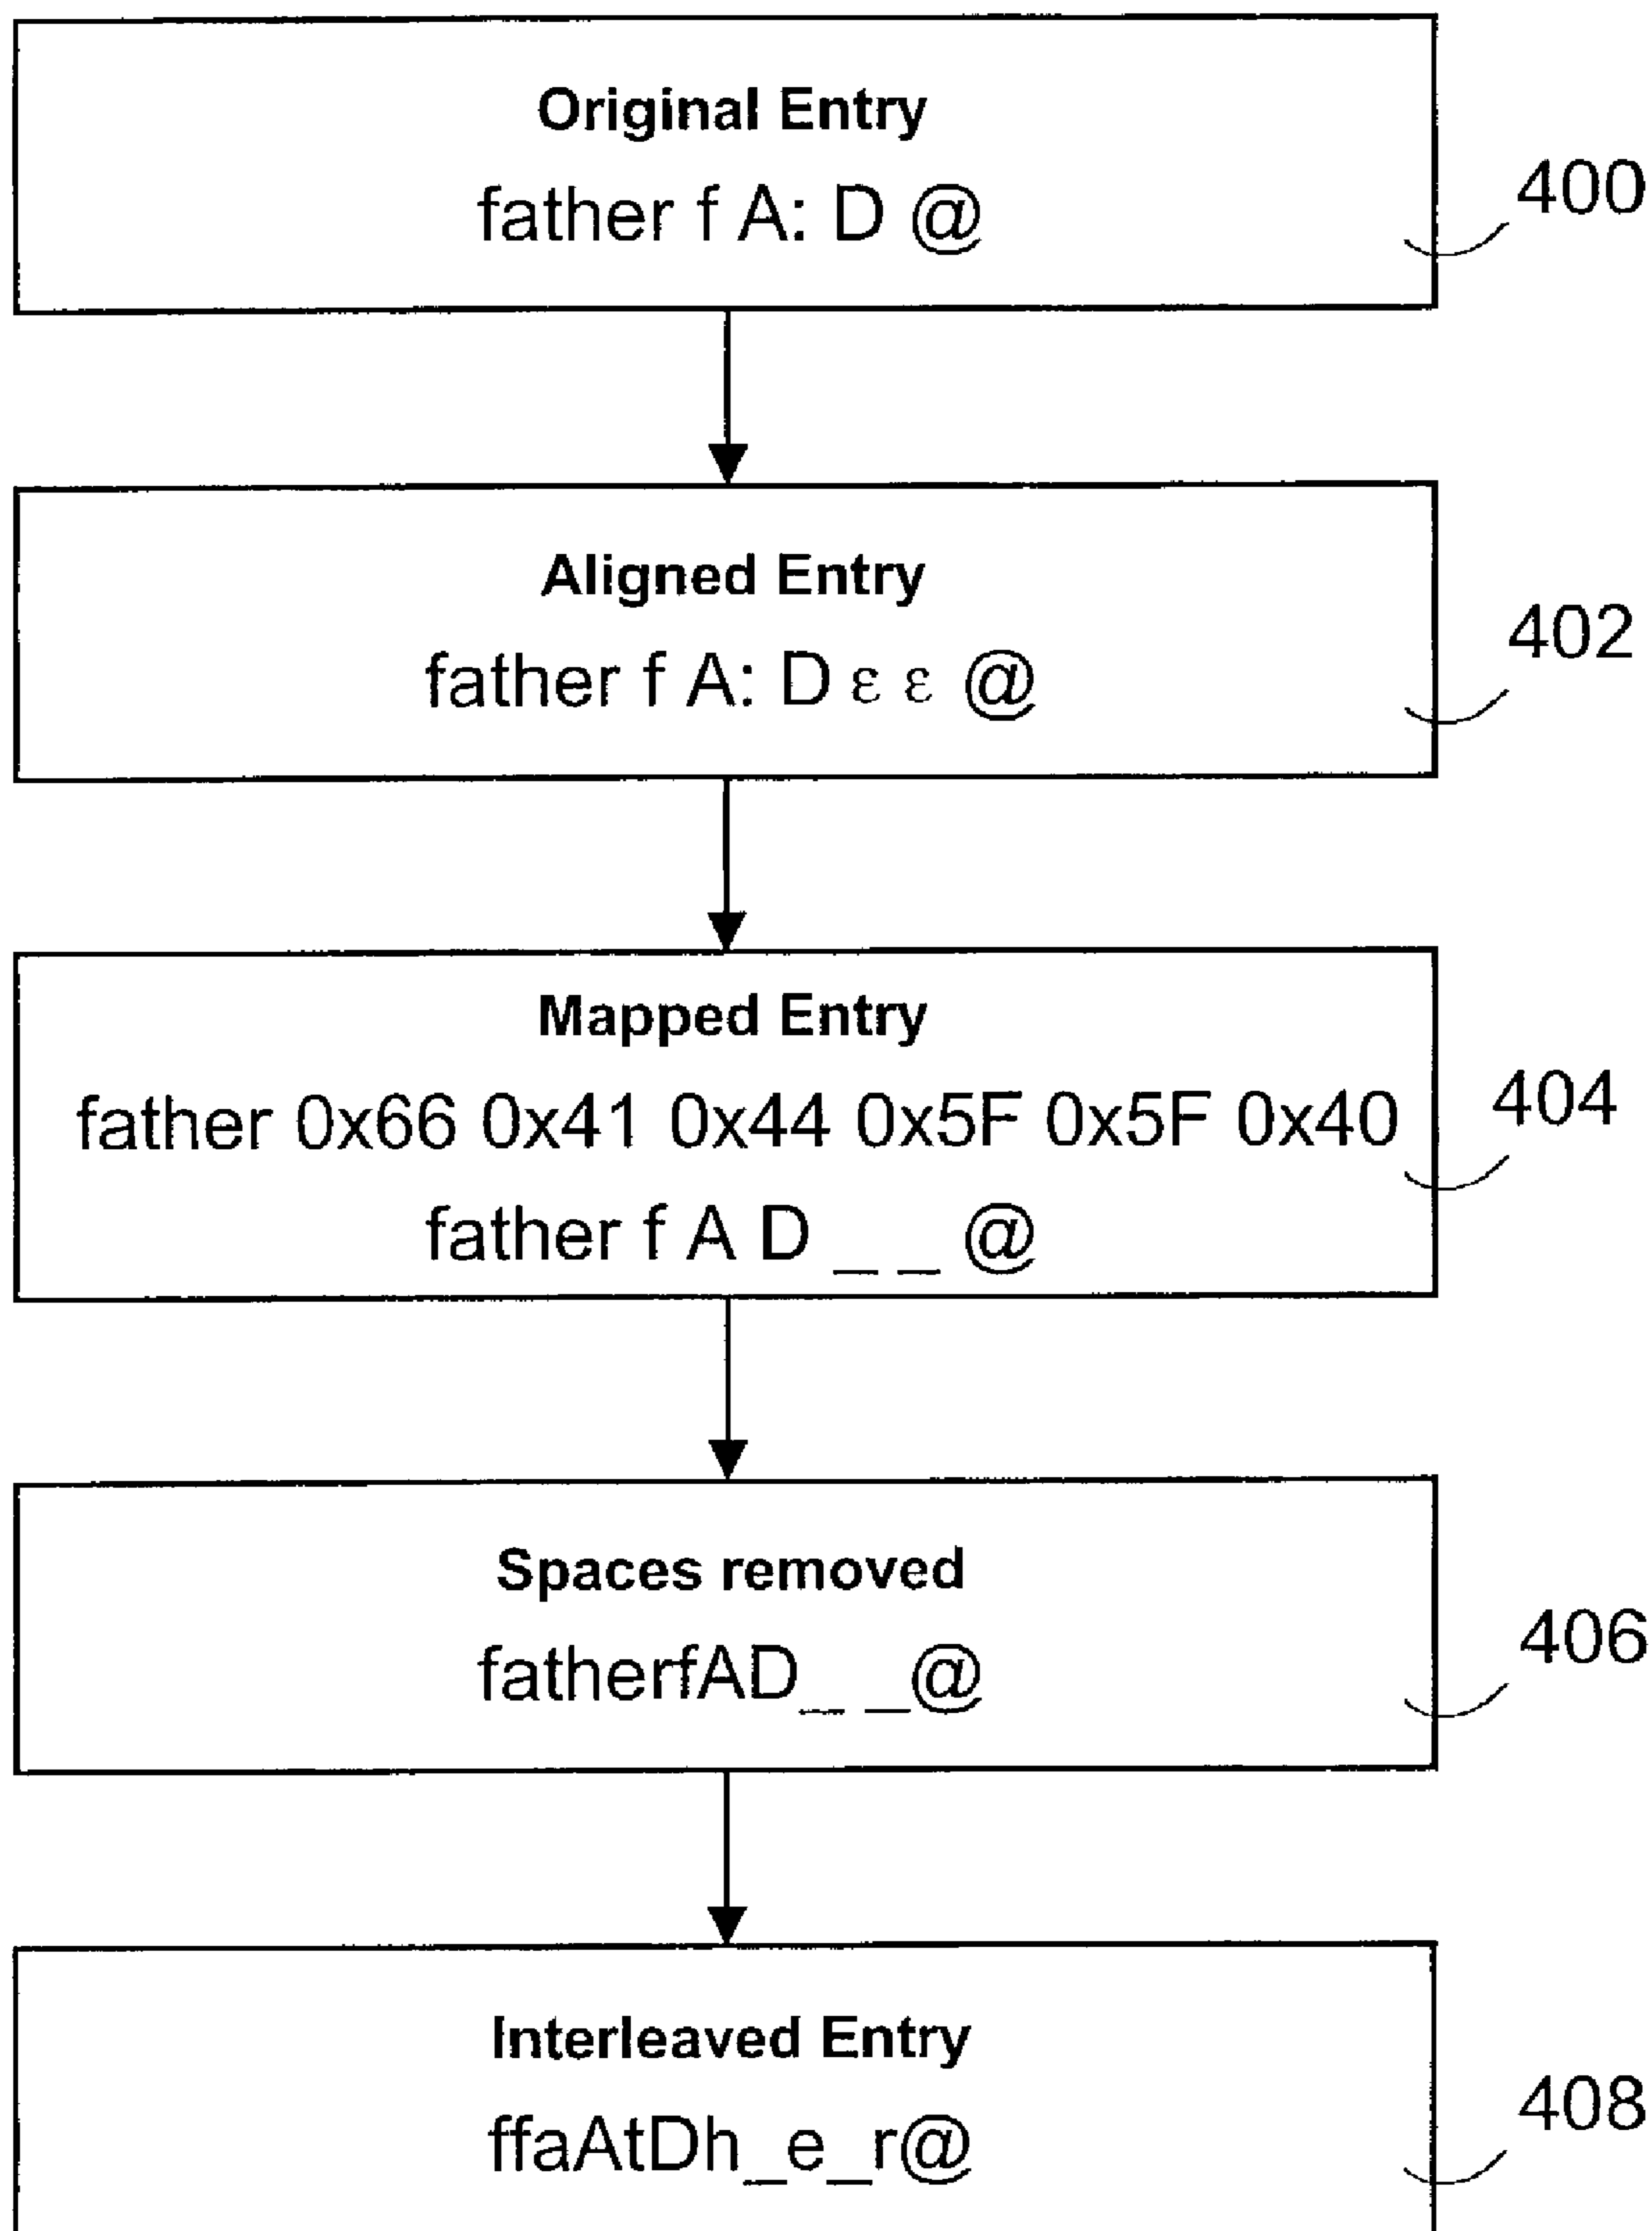 Original Entry
father f A: D @
400
Aligned Entry
father f A: D ε ε @
402
Mapped Entry
father 0x66 0x41 0x44 0x5F 0x5F 0x40
404
father f A D _ _ @
Spaces removed
fatherfAD_ _@
406
Interleaved Entry
ffaAtDh_e_r@
408